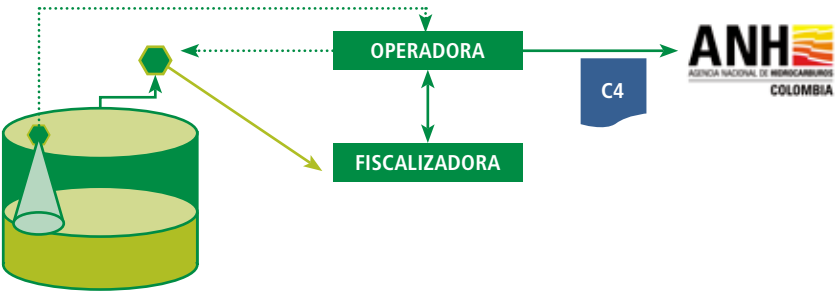 OPERADORA
C4
ANH
AGENCIA NACIONAL DE HIDROCARBUROS
COLOMBIA
FISCALIZADORA